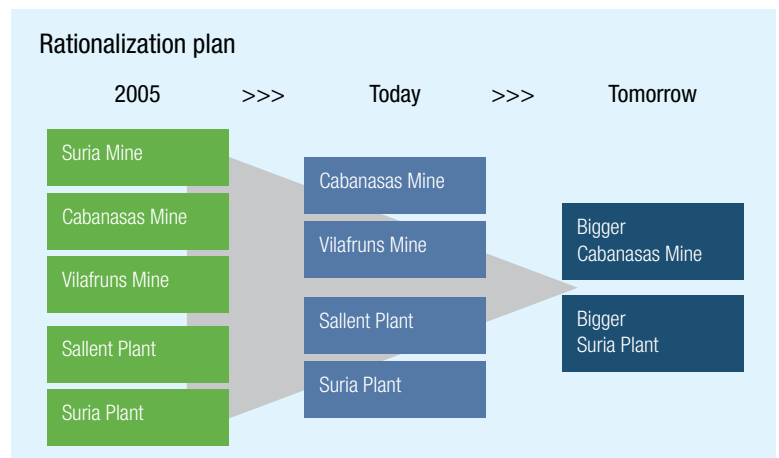 Rationalization plan
2005 >>> Today >>> Tomorrow
Suria Mine
Cabanasas Mine
Vilafruns Mine
Sallent Plant
Suria Plant
Cabanasas Mine
Vilafruns Mine
Sallent Plant
Suria Plant
Bigger
Cabanasas Mine
Bigger
Suria Plant